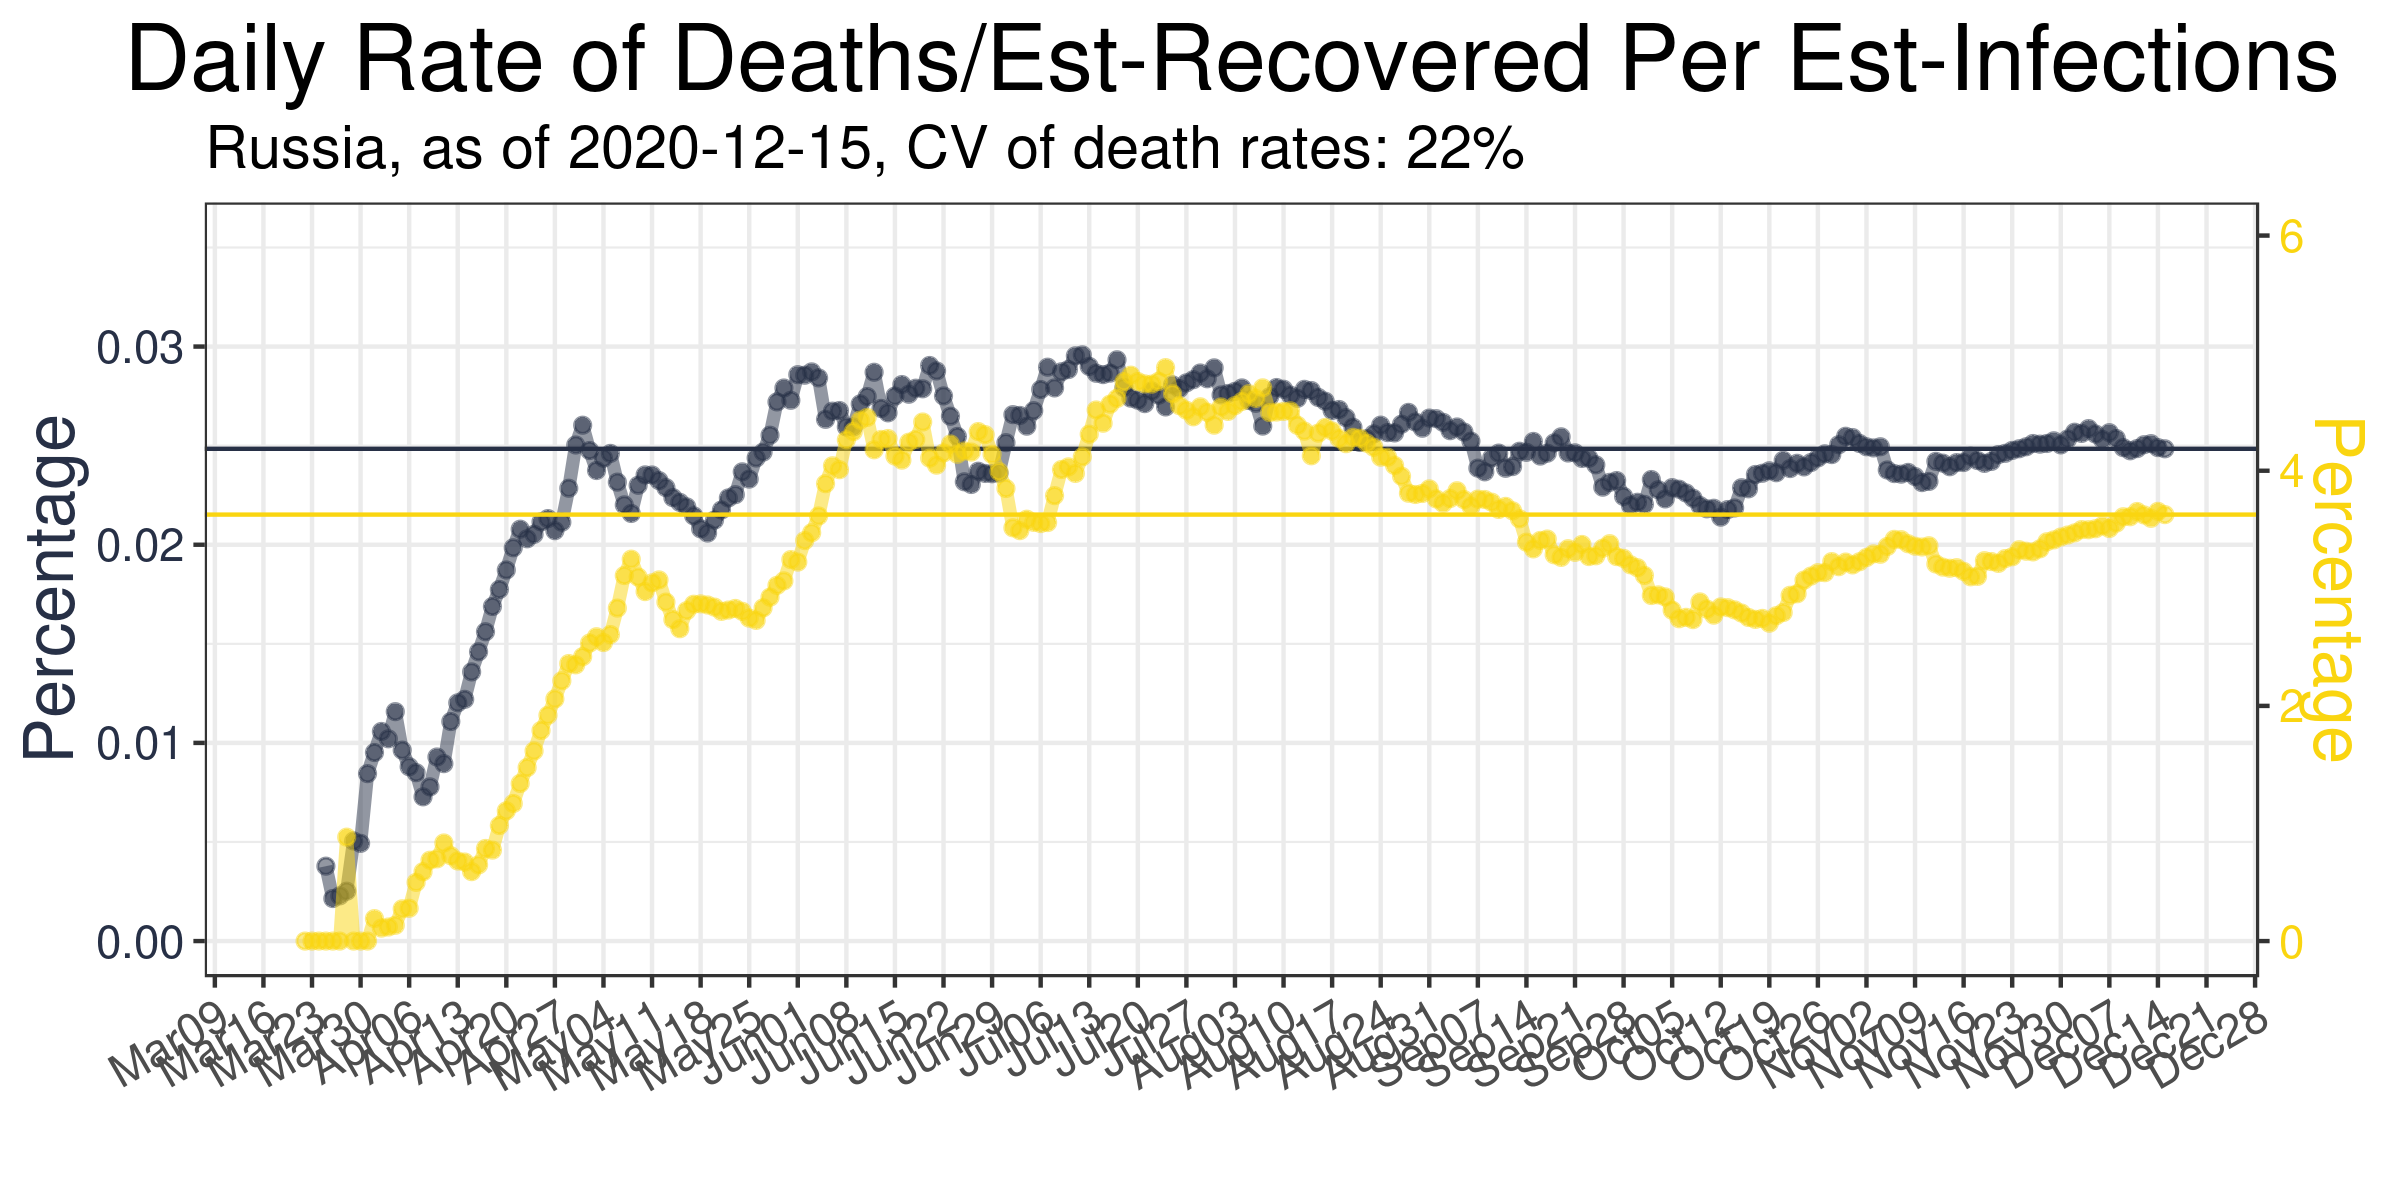 Daily Rate of Deaths/Est-Recovered Per Est-Infections
Russia, as of 2020-12-15, CV of death rates: 22%
Percentage
0.03
0.02
0.01
0.00
6
4
2
0
Percentage
Mar09
Mar16
Mar23
Mar30
Apr06
Apr13
Apr20
Apr27
May04
May11
May18
May25
Jun01
Jun08
Jun15
Jun22
Jun29
Jul06
Jul13
Jul20
Jul27
Aug03
Aug10
Aug17
Aug24
Aug31
Sep07
Sep14
Sep21
Sep28
Oct05
Oct12
Oct19
Oct26
Nov02
Nov09
Nov16
Nov23
Nov30
Dec07
Dec14
Dec21
Dec28